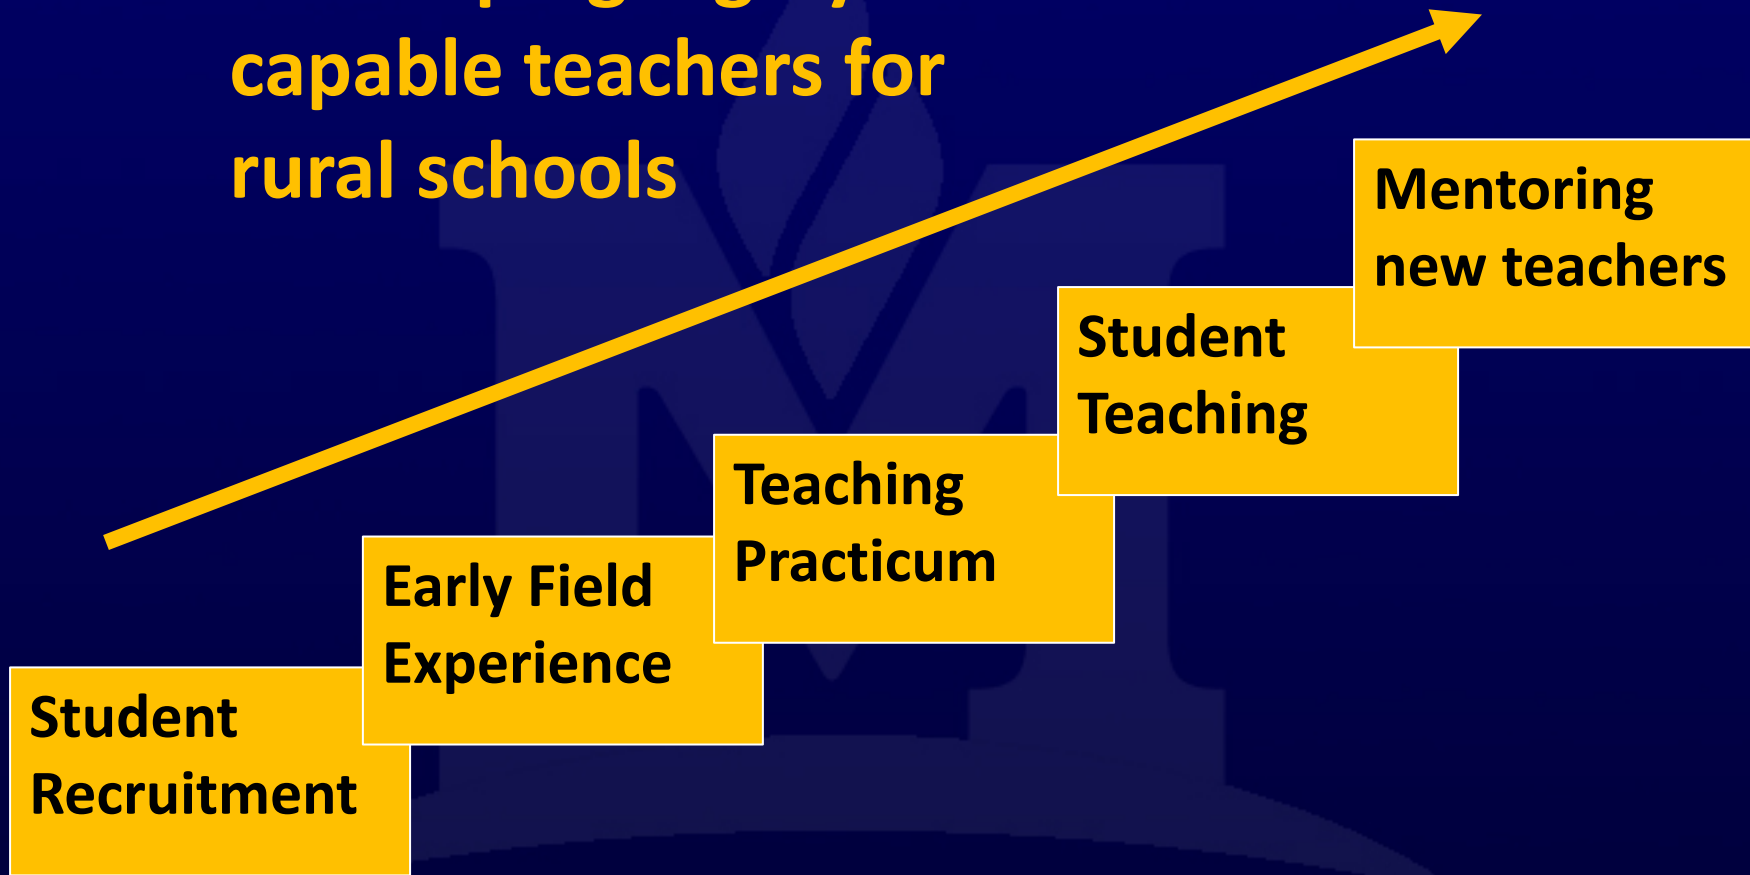 capable teachers for
rural schools
Mentoring
new teachers
Student
Teaching
Teaching
Practicum
Early Field
Experience
Student
Recruitment